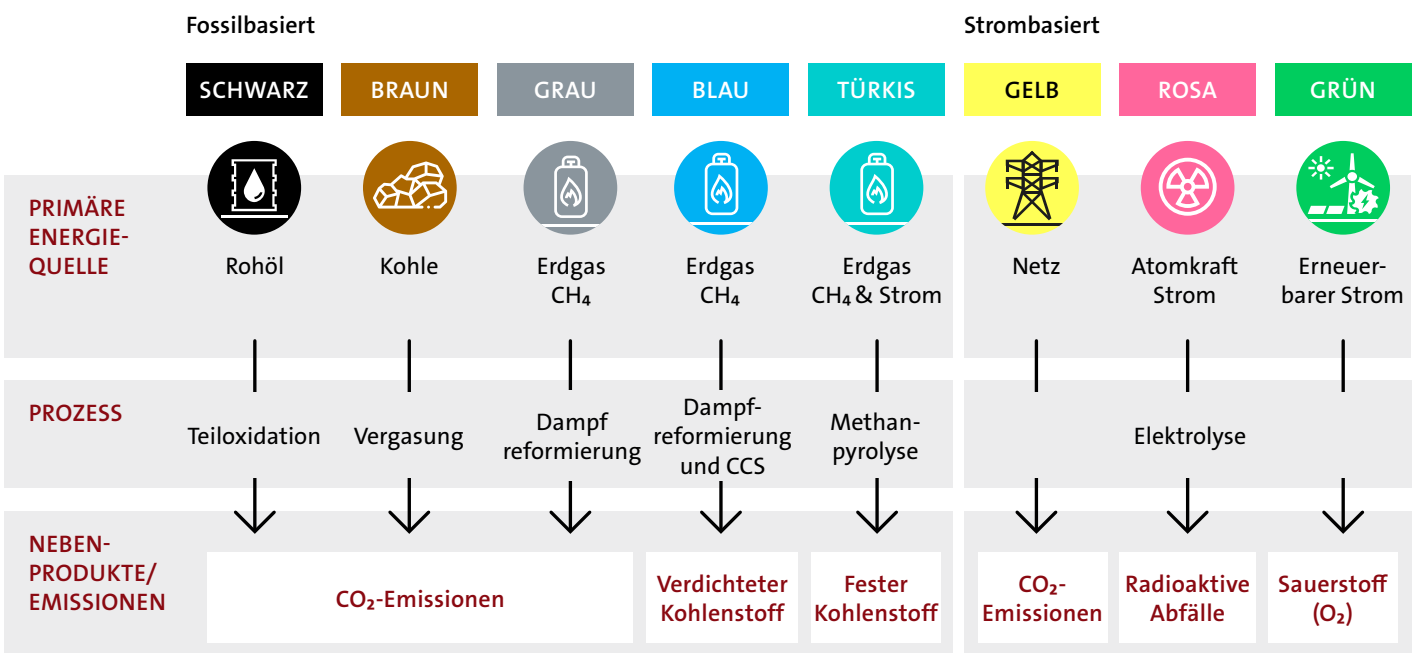 Fossilbasiert
Strombasiert
SCHWARZ
BRAUN
GRAU
BLAU
TÜRKIS
GELB
ROSA
GRÜN
PRIMÄRE
ENERGIE-
QUELLE
Rohöl
Kohle
Erdgas
CH₄
Erdgas
CH₄
Erdgas
CH₄ & Strom
Netz
Atomkraft
Strom
Erneuer-
barer Strom
PROZESS
Teiloxidation
Vergasung
Dampf
reformierung
Dampf-
reformierung
und CCS
Methan-
pyrolyse
Elektrolyse
NEBEN-
PRODUKTE/
EMISSIONEN
CO₂-Emissionen
Verdichteter
Kohlenstoff
Fester
Kohlenstoff
CO₂-
Emissionen
Radioaktive
Abfälle
Sauerstoff
(O₂)